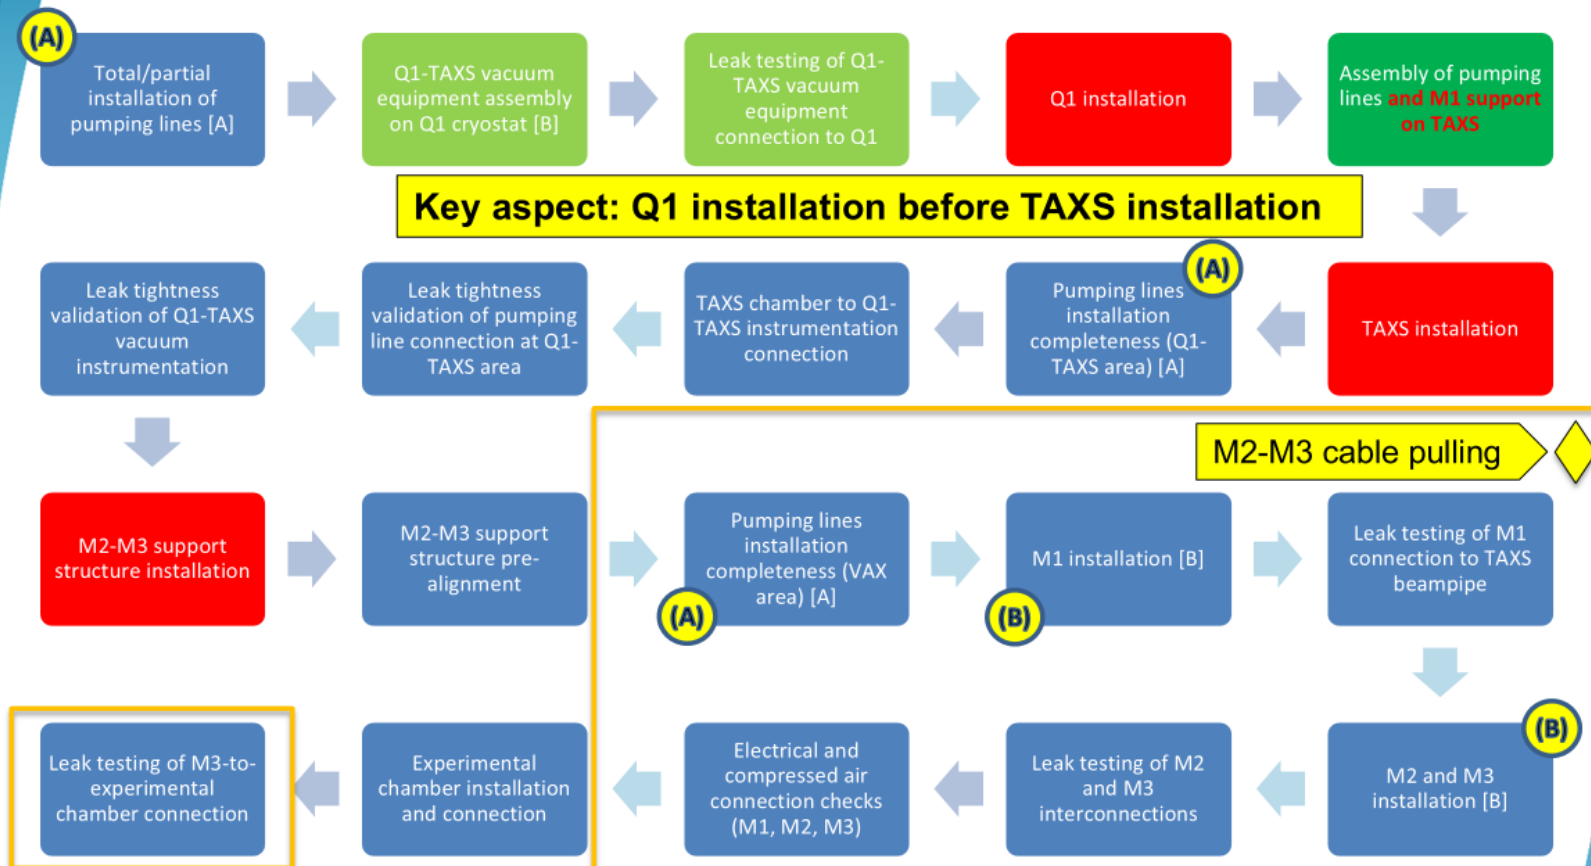 (A)
Total/partial
installation of
pumping lines [A]
Q1-TAXS vacuum
equipment assembly
on Q1 cryostat [B]
Leak testing of Q1-
TAXS vacuum
equipment
connection to Q1
Q1 installation
Assembly of pumping
lines and M1 support
on TAXS
Key aspect: Q1 installation before TAXS installation
TAXS installation
(A)
Pumping lines
installation
completeness (Q1-
TAXS area) [A]
TAXS chamber to Q1-
TAXS instrumentation
connection
Leak tightness
validation of pumping
line connection at Q1-
TAXS area
Leak tightness
validation of Q1-TAXS
vacuum
instrumentation
M2-M3 cable pulling
M2-M3 support
structure installation
M2-M3 support
structure pre-
alignment
Pumping lines
installation
completeness (VAX
area) [A]
(A)
M1 installation [B]
(B)
Leak testing of M1
connection to TAXS
beampipe
(B)
M2 and M3
installation [B]
Leak testing of M2
and M3
interconnections
Electrical and
compressed air
connection checks
(M1, M2, M3)
Experimental
chamber installation
and connection
Leak testing of M3-to-
experimental
chamber connection